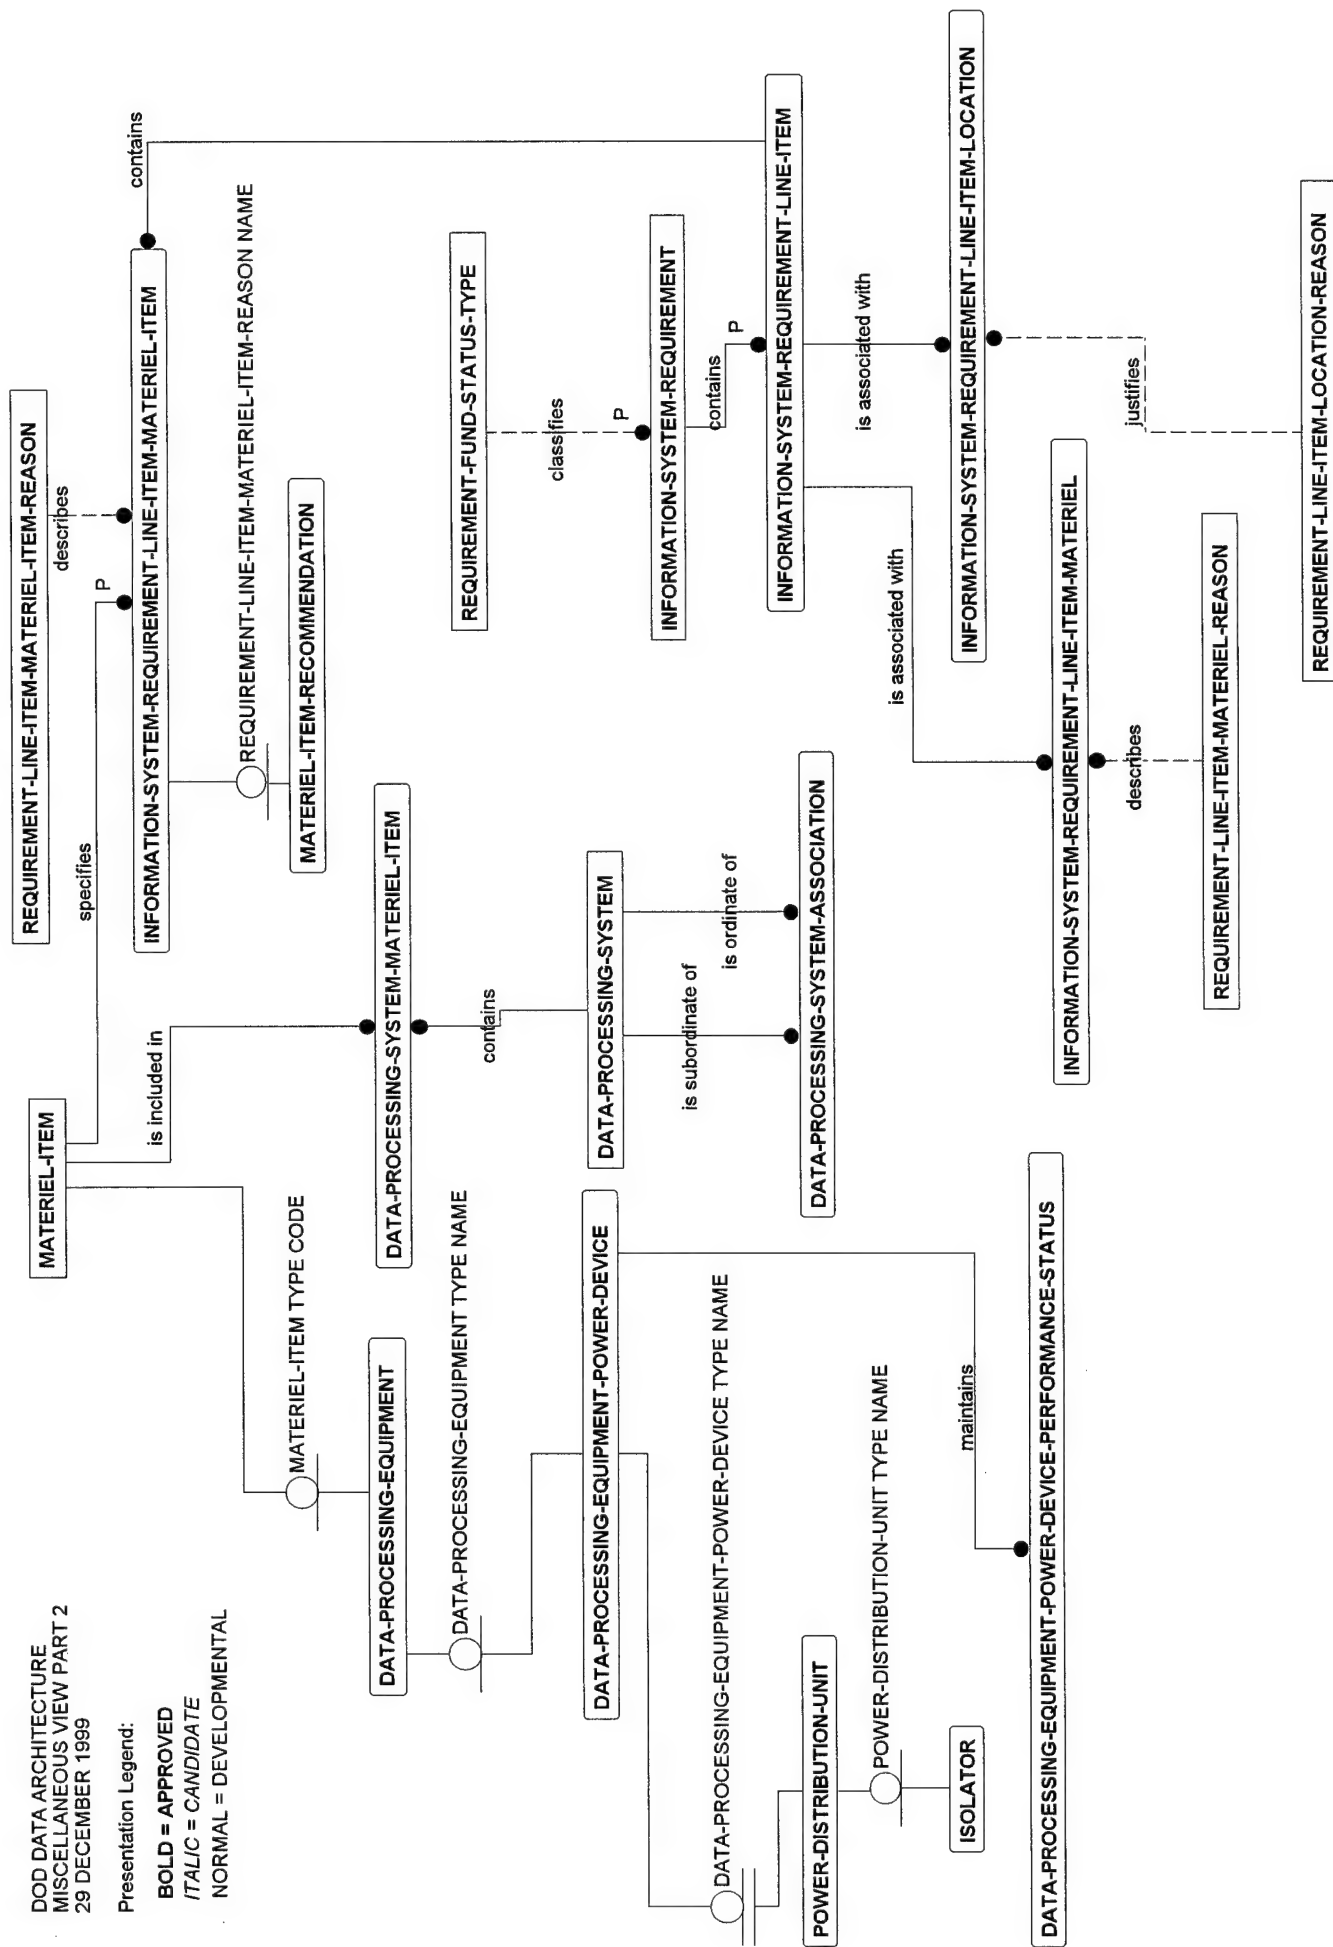 DOD DATA ARCHITECTURE
MISCELLANEOUS VIEW PART 2
29 DECEMBER 1999
Presentation Legend:
BOLD = APPROVED
ITALIC = CANDIDATE
NORMAL = DEVELOPMENTAL
MATERIEL-ITEM
REQUIREMENT-LINE-ITEM-MATERIEL-ITEM-REASON
describes
specifies
P
is included in
contains
INFORMATION-SYSTEM-REQUIREMENT-LINE-ITEM-MATERIEL-ITEM
REQUIREMENT-LINE-ITEM-MATERIEL-ITEM-REASON NAME
MATERIEL-ITEM TYPE CODE
MATERIEL-ITEM-RECOMMENDATION
DATA-PROCESSING-EQUIPMENT
DATA-PROCESSING-SYSTEM-MATERIEL-ITEM
DATA-PROCESSING-EQUIPMENT TYPE NAME
contains
REQUIREMENT-FUND-STATUS-TYPE
classifies
P
DATA-PROCESSING-EQUIPMENT-POWER-DEVICE
DATA-PROCESSING-SYSTEM
INFORMATION-SYSTEM-REQUIREMENT
is subordinate of
is ordinate of
contains
P
DATA-PROCESSING-EQUIPMENT-POWER-DEVICE TYPE NAME
INFORMATION-SYSTEM-REQUIREMENT-LINE-ITEM
POWER-DISTRIBUTION-UNIT
DATA-PROCESSING-SYSTEM-ASSOCIATION
POWER-DISTRIBUTION-UNIT TYPE NAME
is associated with
is associated with
ISOLATOR
maintains
INFORMATION-SYSTEM-REQUIREMENT-LINE-ITEM-LOCATION
DATA-PROCESSING-EQUIPMENT-POWER-DEVICE-PERFORMANCE-STATUS
INFORMATION-SYSTEM-REQUIREMENT-LINE-ITEM-MATERIEL
describes
justifies
REQUIREMENT-LINE-ITEM-MATERIEL-REASON
REQUIREMENT-LINE-ITEM-LOCATION-REASON